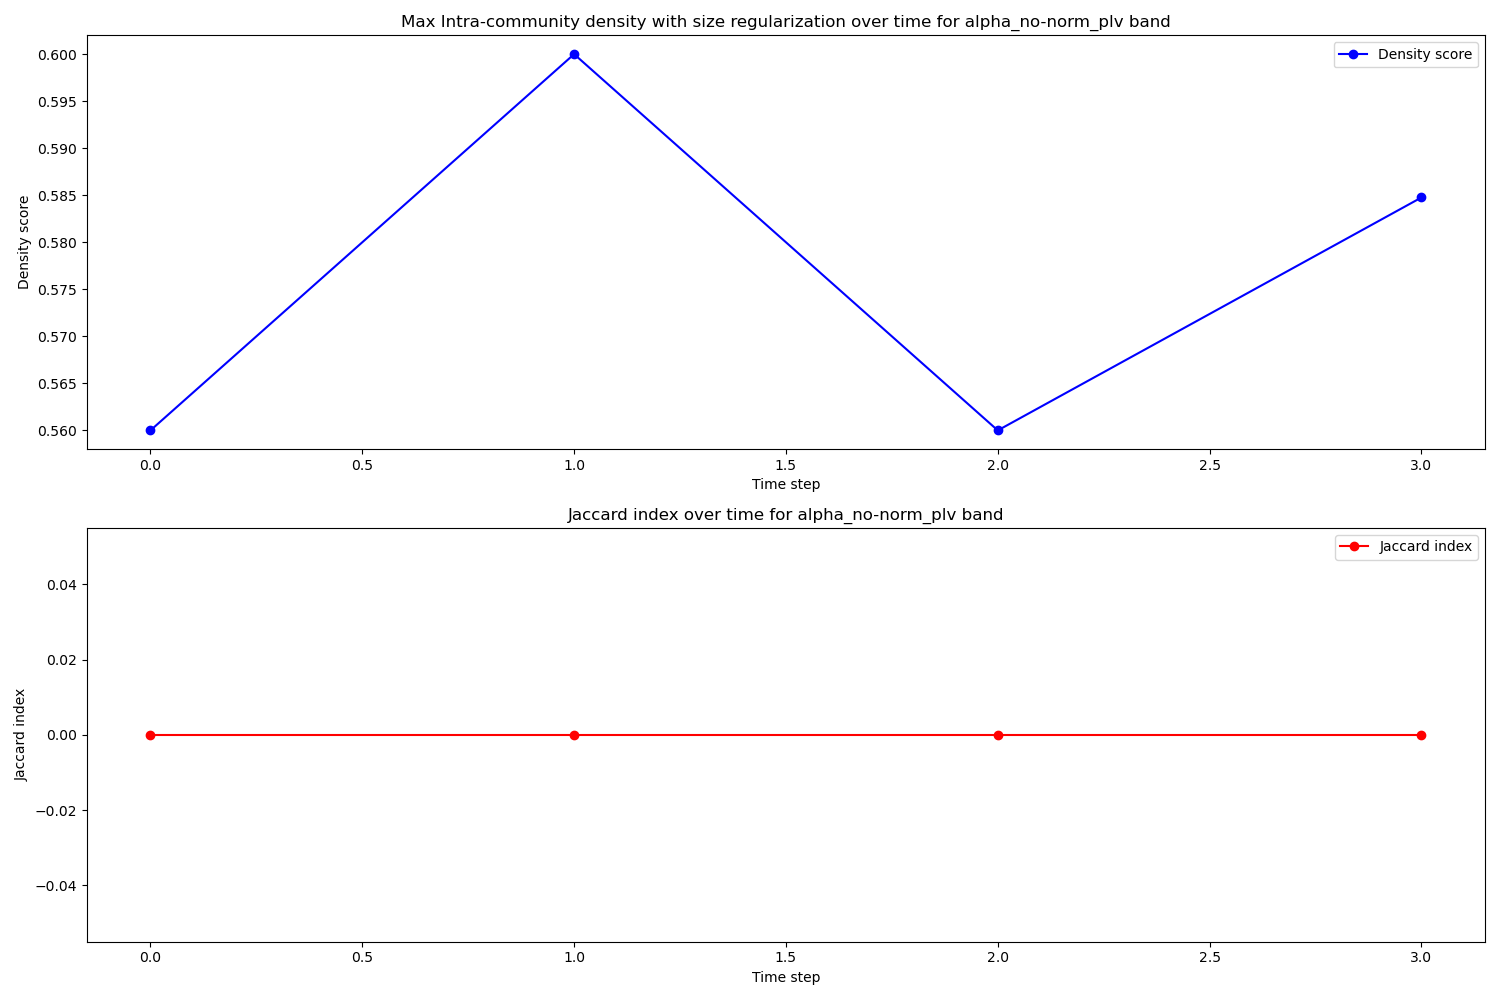 Max Intra-community density with size regularization over time for alpha_no-norm_plv band
Density score
0.600
0.595
0.590
0.585
0.580
0.575
0.570
0.565
0.560
Density score
0.0 0.5 1.0 1.5 2.0 2.5 3.0
Time step
Jaccard index over time for alpha_no-norm_plv band
Jaccard index
0.04
0.02
0.00
−0.02
−0.04
Jaccard index
0.0 0.5 1.0 1.5 2.0 2.5 3.0
Time step